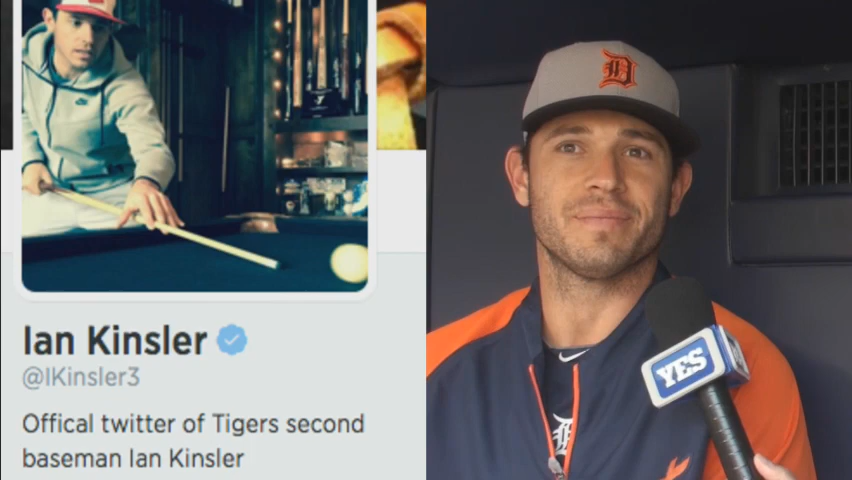 Ian Kinsler
@IKinsler3
Offical twitter of Tigers second
baseman Ian Kinsler
D
YES